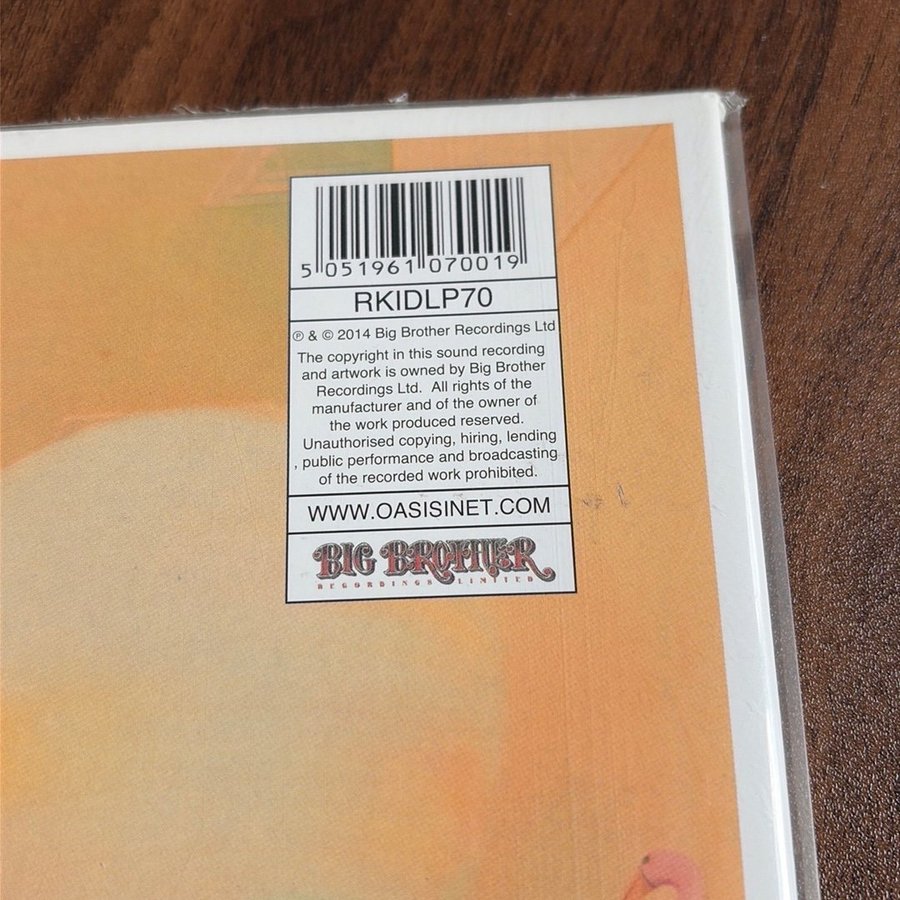 5 051961 070019
RKIDLP70
℗ & © 2014 Big Brother Recordings Ltd
The copyright in this sound recording
and artwork is owned by Big Brother
Recordings Ltd. All rights of the
manufacturer and of the owner of
the work produced reserved.
Unauthorised copying, hiring, lending
, public performance and broadcasting
of the recorded work prohibited.
WWW.OASISINET.COM
BIG BROTHER
RECORDINGS LIMITED